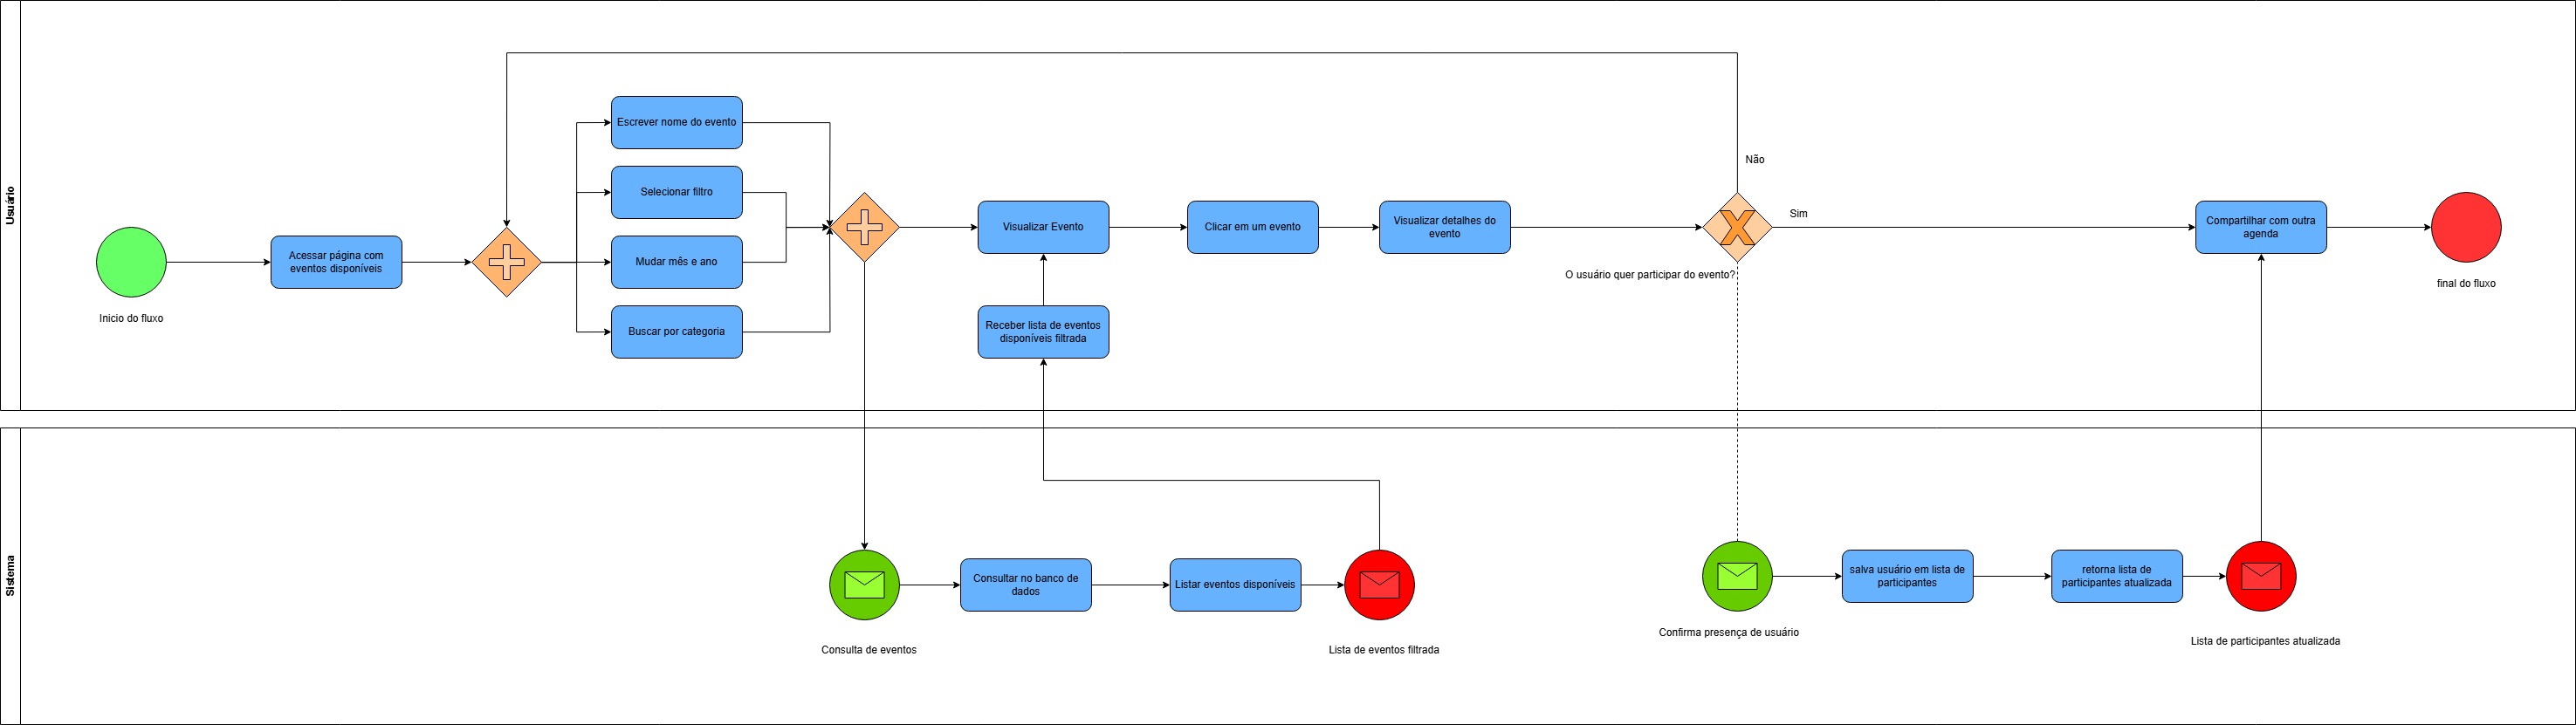 Usuário
Inicio do fluxo
Acessar página com
eventos disponíveis
Escrever nome do evento
Selecionar filtro
Mudar mês e ano
Buscar por categoria
Visualizar Evento
Receber lista de eventos
disponíveis filtrada
Clicar em um evento
Visualizar detalhes do
evento
O usuário quer participar do evento?
Não
Sim
Compartilhar com outra
agenda
final do fluxo
Sistema
Consulta de eventos
Consultar no banco de
dados
Listar eventos disponíveis
Lista de eventos filtrada
Confirma presença de usuário
salva usuário em lista de
participantes
retorna lista de
participantes atualizada
Lista de participantes atualizada